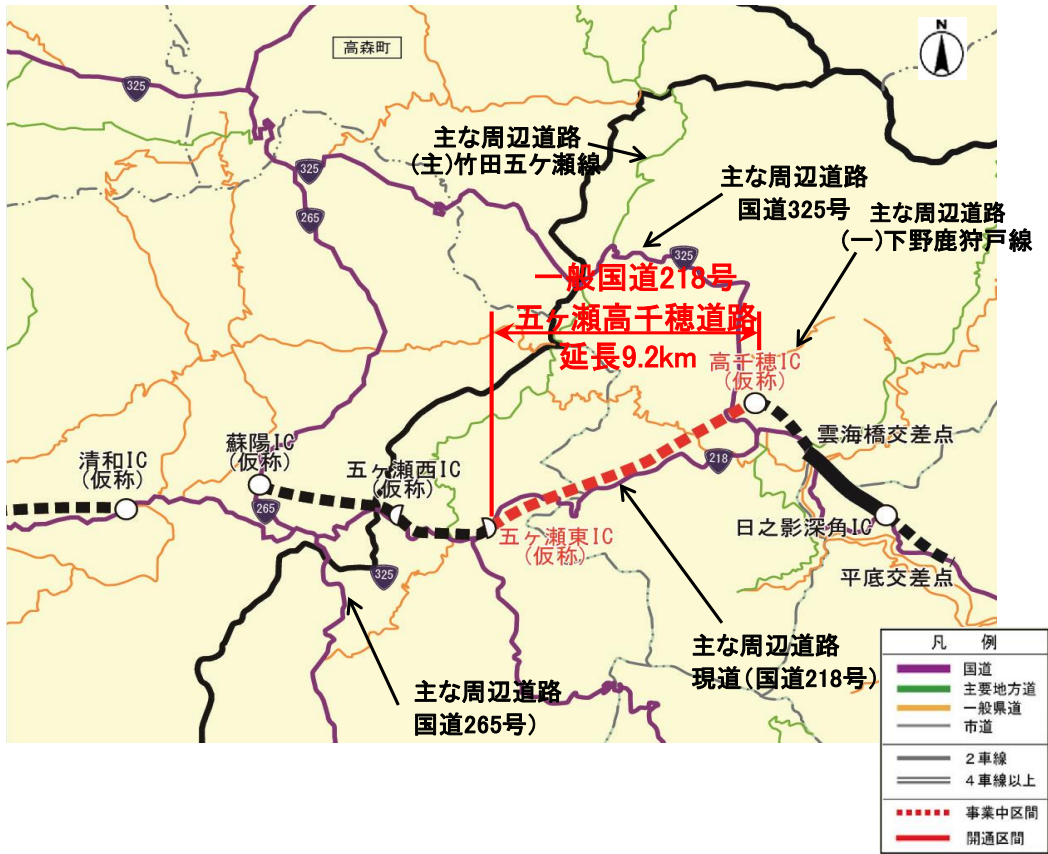 N
高森町
325
主な周辺道路
(主)竹田五ケ瀬線
325
265
主な周辺道路
国道325号
主な周辺道路
(一)下野鹿狩戸線
325
一般国道218号
五ヶ瀬高千穂道路
延長9.2km
高千穂IC
(仮称)
雲海橋交差点
蘇陽IC
(仮称)
清和IC
(仮称)
五ヶ瀬西IC
(仮称)
218
265
五ヶ瀬東IC
(仮称)
日之影深角IC
平底交差点
325
主な周辺道路
現道(国道218号)
主な周辺道路
国道265号)
凡 例
国道
主要地方道
一般県道
市道
2車線
4車線以上
事業中区間
開通区間